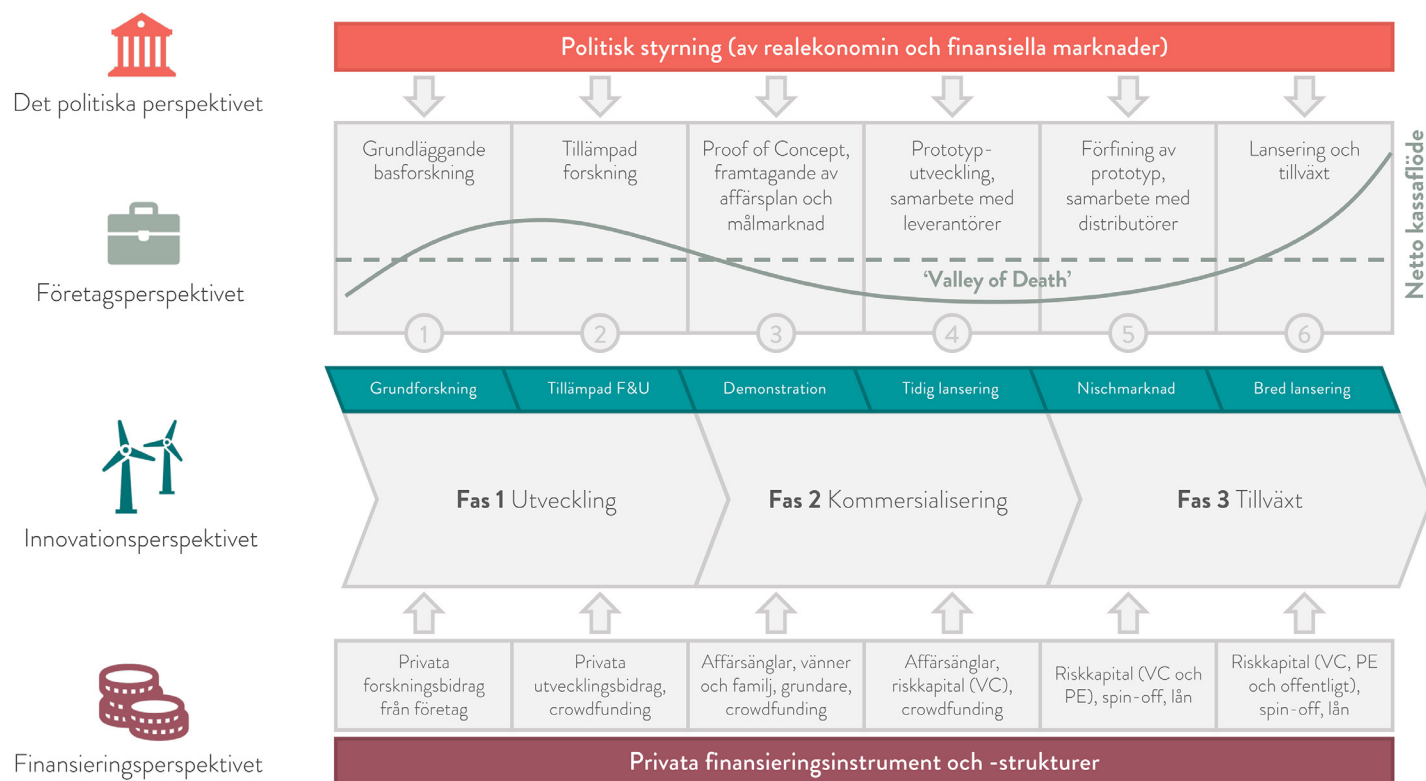 Politisk styrning (av realekonomin och finansiella marknader)
Det politiska perspektivet
Grundläggande
basforskning
Tillämpad
forskning
Proof of Concept,
framtagande av
affärsplan och
målmarknad
Prototyp-
utveckling,
samarbete med
leverantörer
Förfining av
prototyp,
samarbete med
distributörer
Lansering och
tillväxt
Netto kassaflöde
'Valley of Death'
Företagsperspektivet
1
2
3
4
5
6
Grundforskning
Tillämpad F&U
Demonstration
Tidig lansering
Nischmarknad
Bred lansering
Fas 1 Utveckling
Fas 2 Kommersialisering
Fas 3 Tillväxt
Innovationsperspektivet
Privata
forskningsbidrag
från företag
Privata
utvecklingsbidrag,
crowdfunding
Affärsänglar, vänner
och familj, grundare,
crowdfunding
Affärsänglar,
riskkapital (VC),
crowdfunding
Riskkapital (VC och
PE), spin-off, lån
Riskkapital (VC, PE
och offentligt),
spin-off, lån
Finansieringsperspektivet
Privata finansieringsinstrument och -strukturer